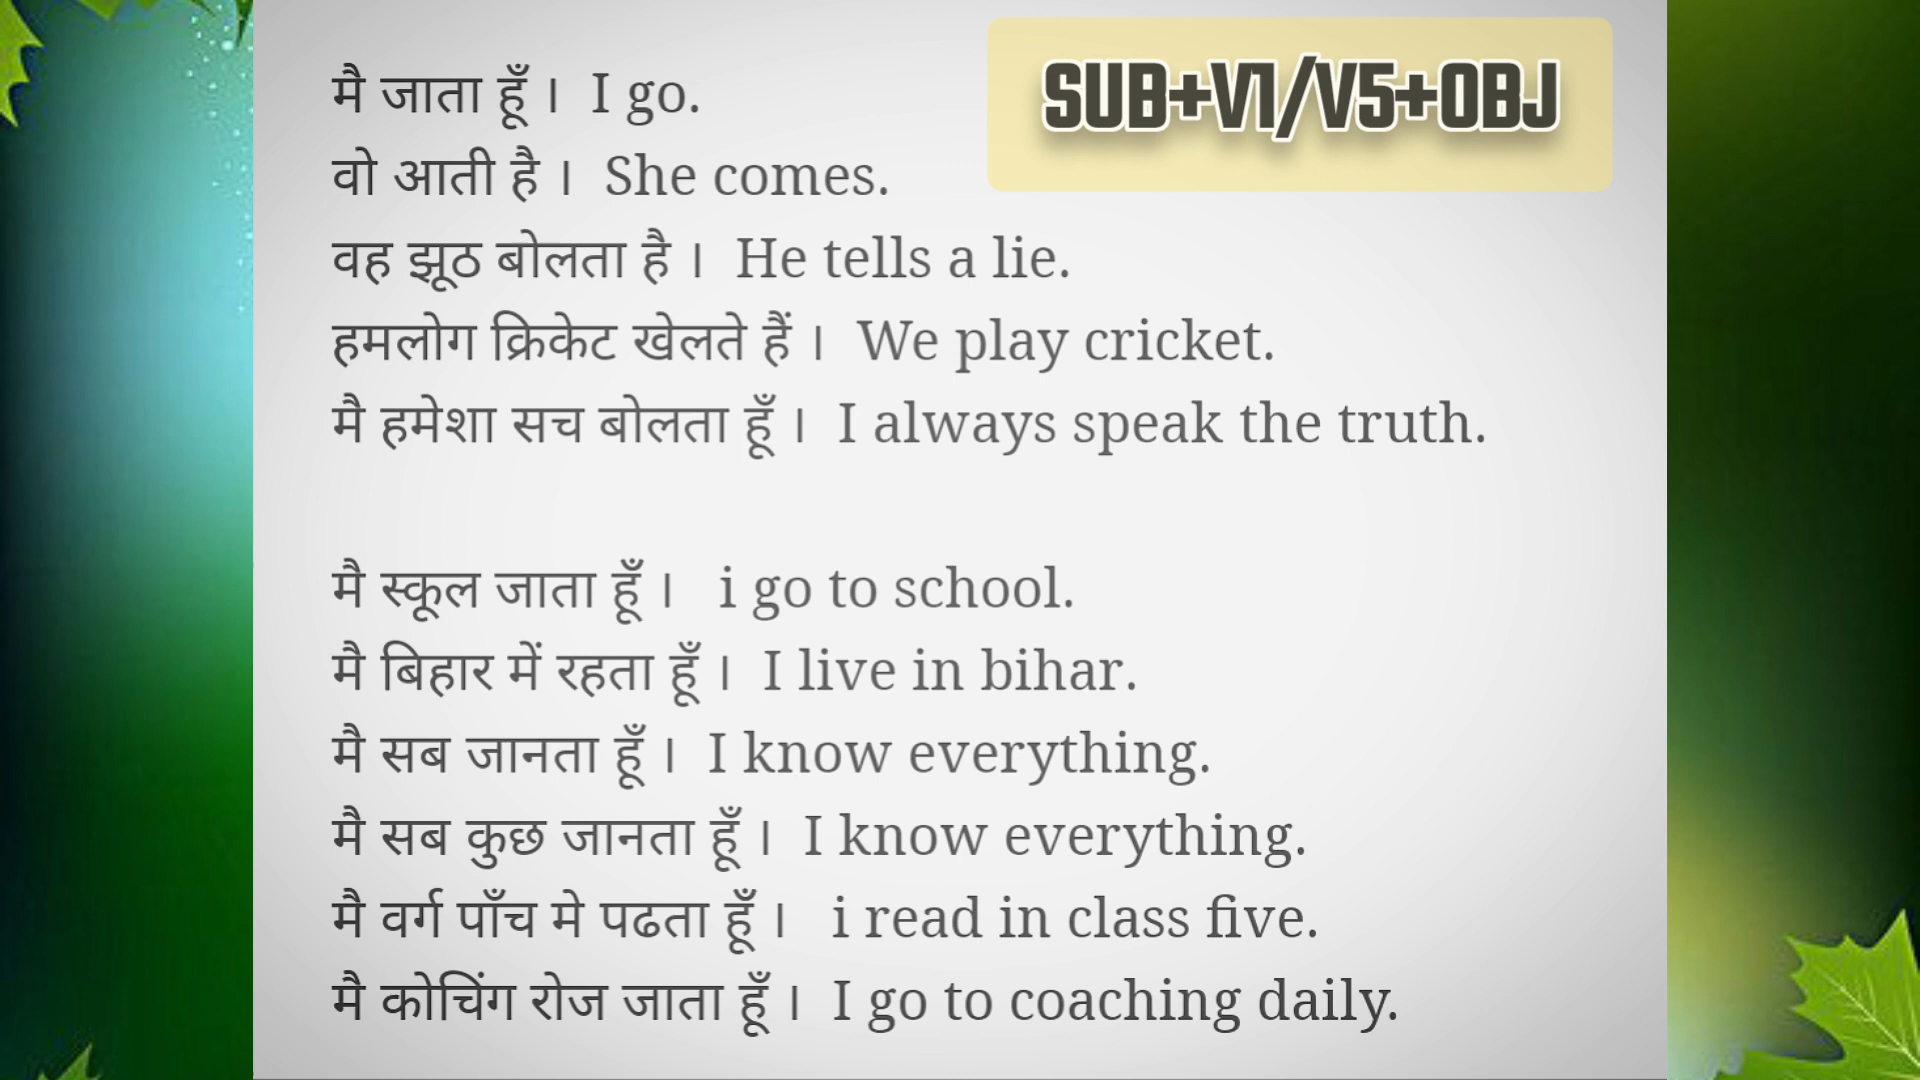 SUB+V1/V5+OBJ
मै जाता हूँ । I go.
वो आती है । She comes.
वह झूठ बोलता है । He tells a lie.
हमलोग क्रिकेट खेलते हैं । We play cricket.
मै हमेशा सच बोलता हूँ । I always speak the truth.
मै स्कूल जाता हूँ । i go to school.
मै बिहार में रहता हूँ । I live in bihar.
मै सब जानता हूँ । I know everything.
मै सब कुछ जानता हूँ । I know everything.
मै वर्ग पाँच मे पढता हूँ । i read in class five.
मै कोचिंग रोज जाता हूँ । I go to coaching daily.